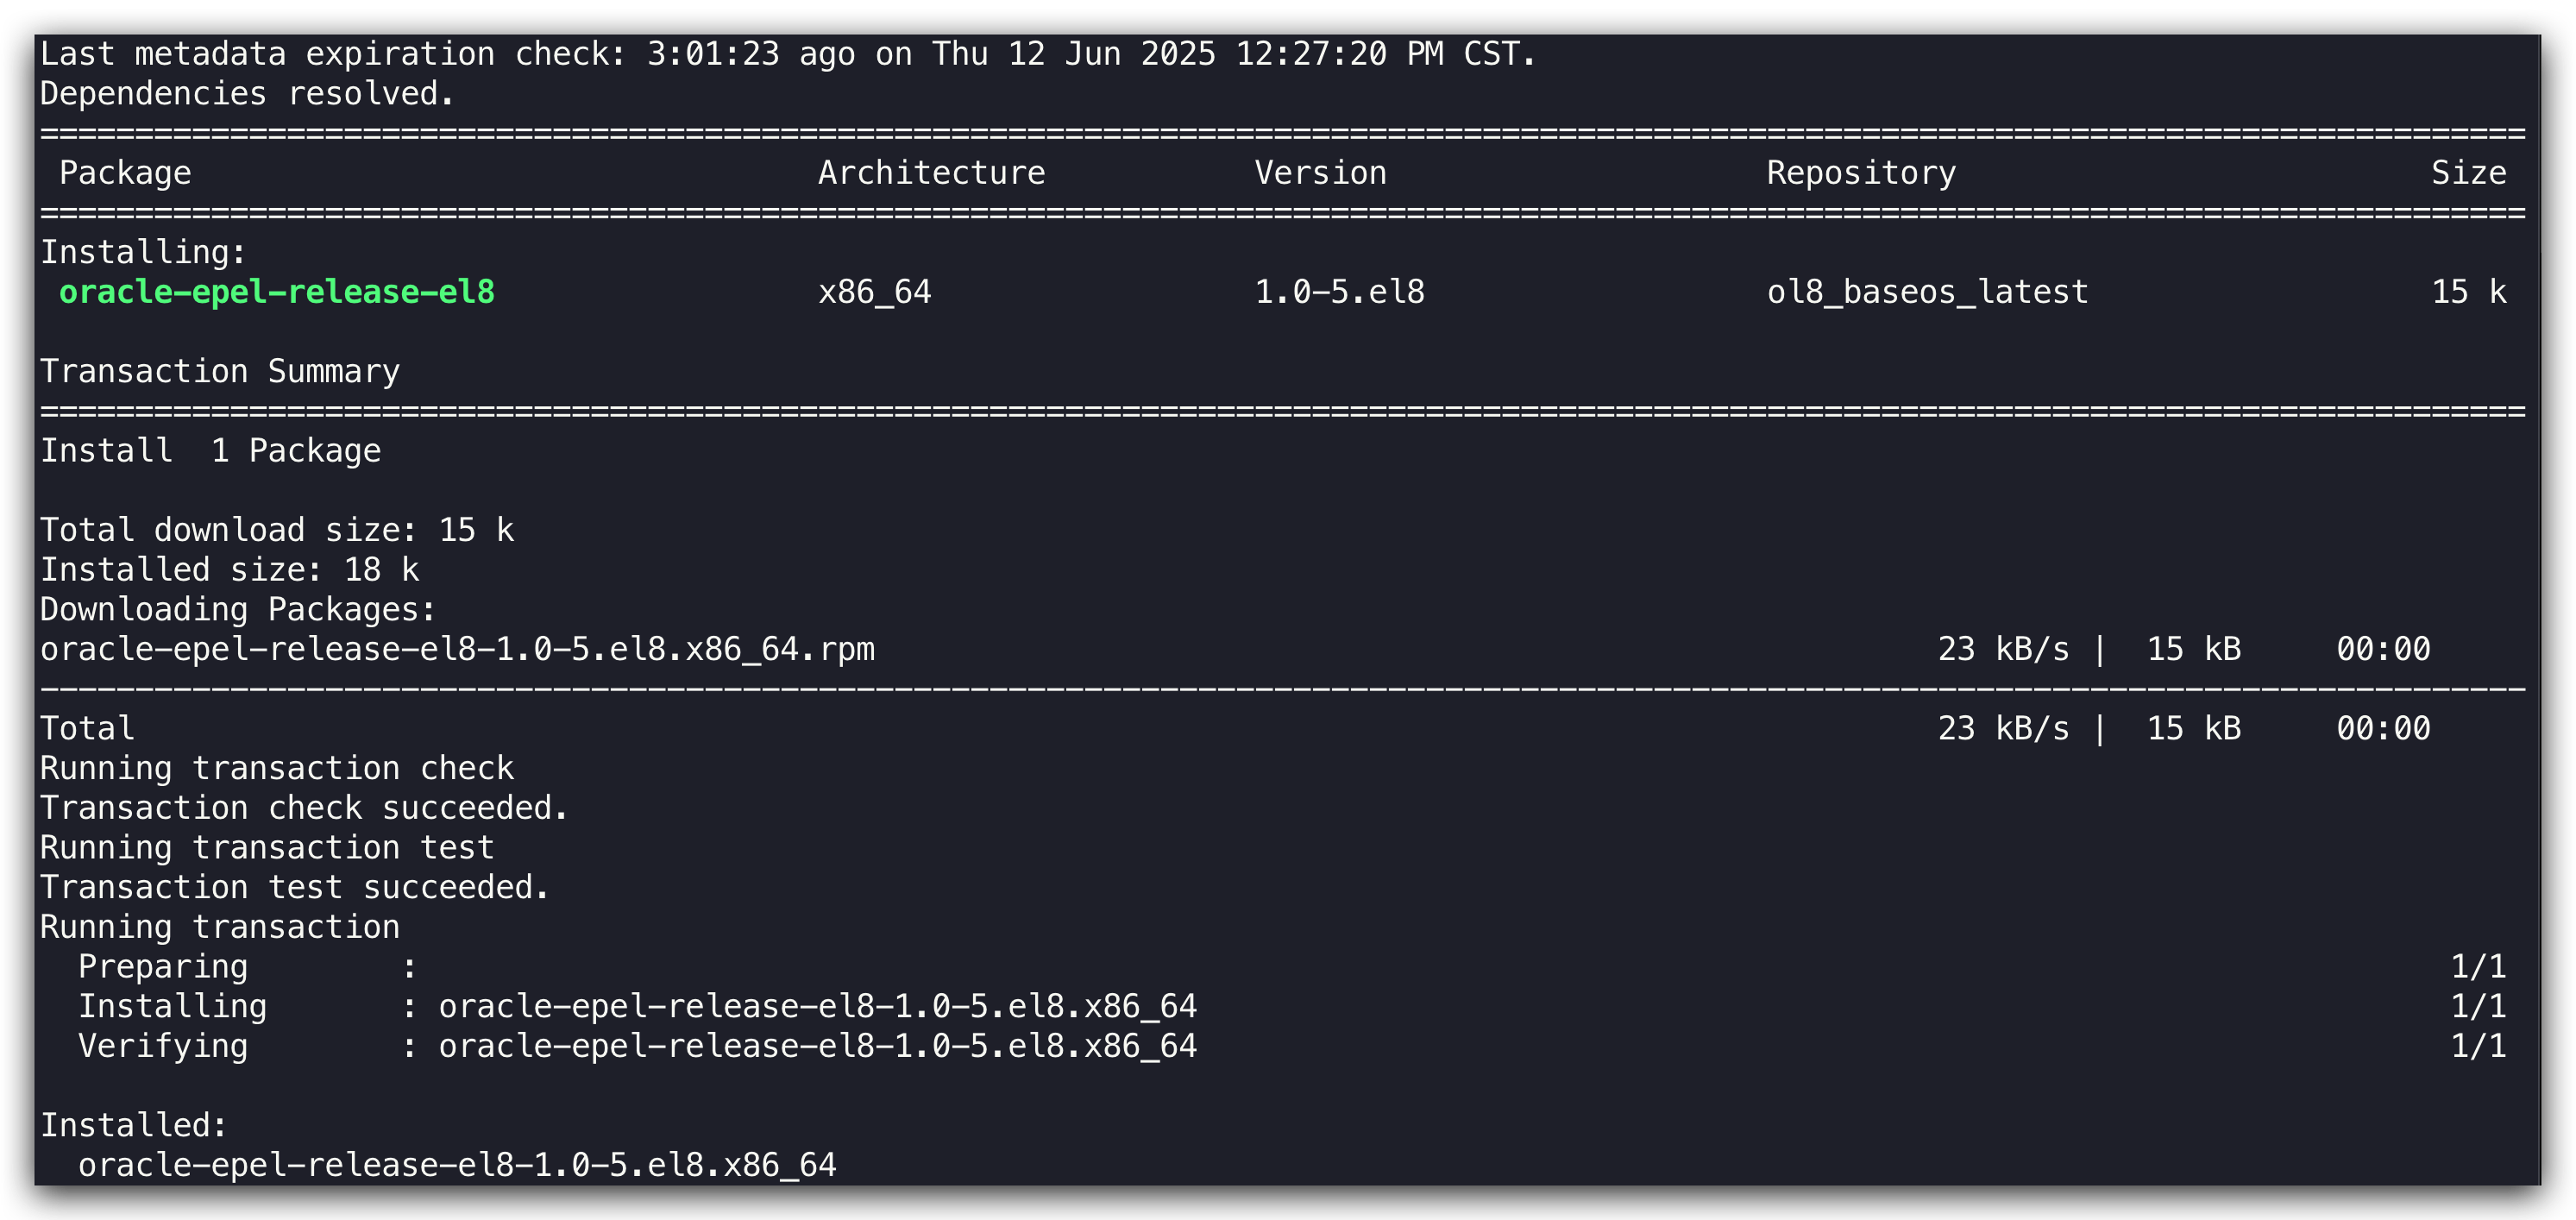 Last metadata expiration check: 3:01:23 ago on Thu 12 Jun 2025 12:27:20 PM CST.
Dependencies resolved.
===================================================================================================================================
 Package                                 Architecture           Version                    Repository                         Size
===================================================================================================================================
Installing:
 oracle-epel-release-el8                 x86_64                 1.0-5.el8                  ol8_baseos_latest                  15 k
Transaction Summary
===================================================================================================================================
Install  1 Package
Total download size: 15 k
Installed size: 18 k
Downloading Packages:
oracle-epel-release-el8-1.0-5.el8.x86_64.rpm                                                        23 kB/s |  15 kB     00:00
-----------------------------------------------------------------------------------------------------------------------------------
Total                                                                                               23 kB/s |  15 kB     00:00
Running transaction check
Transaction check succeeded.
Running transaction test
Transaction test succeeded.
Running transaction
  Preparing        :                                                                                                           1/1
  Installing       : oracle-epel-release-el8-1.0-5.el8.x86_64                                                                  1/1
  Verifying        : oracle-epel-release-el8-1.0-5.el8.x86_64                                                                  1/1
Installed:
  oracle-epel-release-el8-1.0-5.el8.x86_64